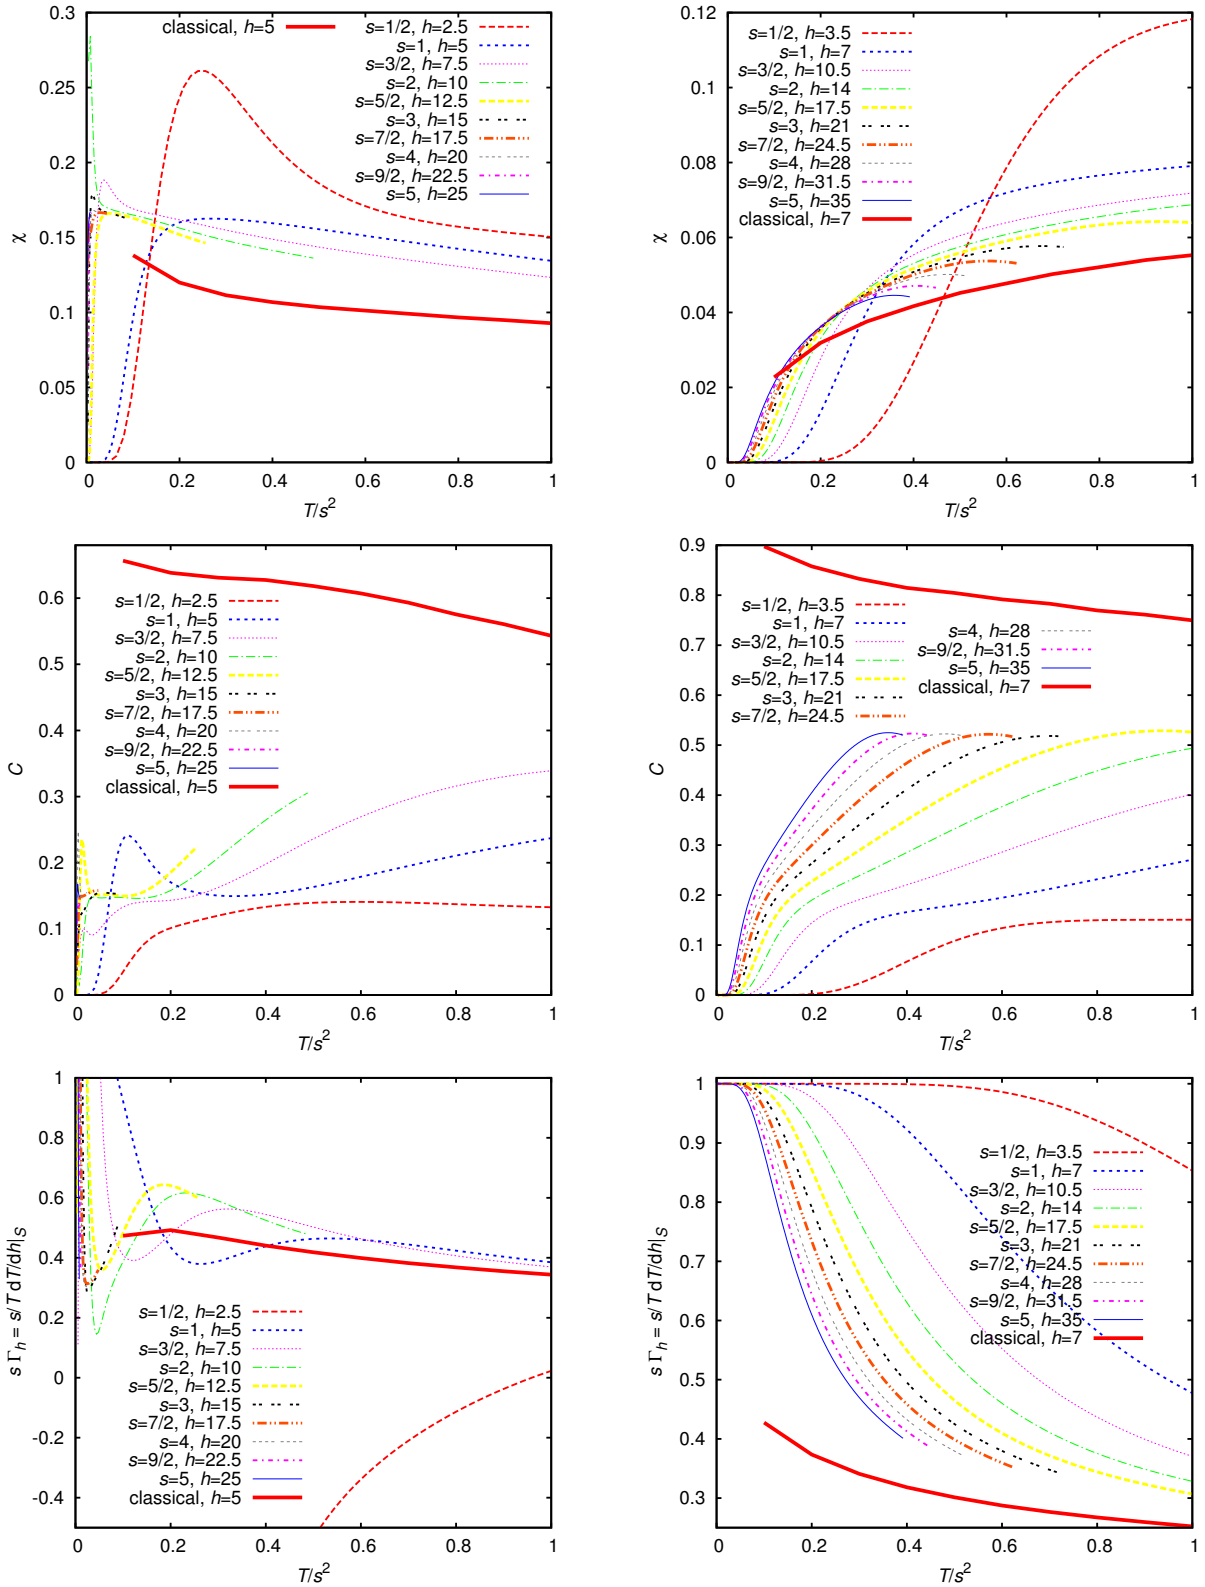 classical, h=5
s=1/2, h=2.5
s=1, h=5
s=3/2, h=7.5
s=2, h=10
s=5/2, h=12.5
s=3, h=15
s=7/2, h=17.5
s=4, h=20
s=9/2, h=22.5
s=5, h=25
0.3
0.25
0.2
0.15
0.1
0.05
0
χ
0 0.2 0.4 0.6 0.8 1
T/s²
s=1/2, h=3.5
s=1, h=7
s=3/2, h=10.5
s=2, h=14
s=5/2, h=17.5
s=3, h=21
s=7/2, h=24.5
s=4, h=28
s=9/2, h=31.5
s=5, h=35
classical, h=7
0.12
0.1
0.08
0.06
0.04
0.02
0
χ
0 0.2 0.4 0.6 0.8 1
T/s²
s=1/2, h=2.5
s=1, h=5
s=3/2, h=7.5
s=2, h=10
s=5/2, h=12.5
s=3, h=15
s=7/2, h=17.5
s=4, h=20
s=9/2, h=22.5
s=5, h=25
classical, h=5
0.6
0.5
0.4
0.3
0.2
0.1
0
C
0 0.2 0.4 0.6 0.8 1
T/s²
s=1/2, h=3.5
s=1, h=7
s=3/2, h=10.5
s=2, h=14
s=5/2, h=17.5
s=3, h=21
s=7/2, h=24.5
s=4, h=28
s=9/2, h=31.5
s=5, h=35
classical, h=7
0.9
0.8
0.7
0.6
0.5
0.4
0.3
0.2
0.1
0
C
0 0.2 0.4 0.6 0.8 1
T/s²
1
0.8
0.6
0.4
0.2
0
-0.2
-0.4
s Γh = s/T dT/dh|S
s=1/2, h=2.5
s=1, h=5
s=3/2, h=7.5
s=2, h=10
s=5/2, h=12.5
s=3, h=15
s=7/2, h=17.5
s=4, h=20
s=9/2, h=22.5
s=5, h=25
classical, h=5
0 0.2 0.4 0.6 0.8 1
T/s²
1
0.9
0.8
0.7
0.6
0.5
0.4
0.3
s Γh = s/T dT/dh|S
s=1/2, h=3.5
s=1, h=7
s=3/2, h=10.5
s=2, h=14
s=5/2, h=17.5
s=3, h=21
s=7/2, h=24.5
s=4, h=28
s=9/2, h=31.5
s=5, h=35
classical, h=7
0 0.2 0.4 0.6 0.8 1
T/s²